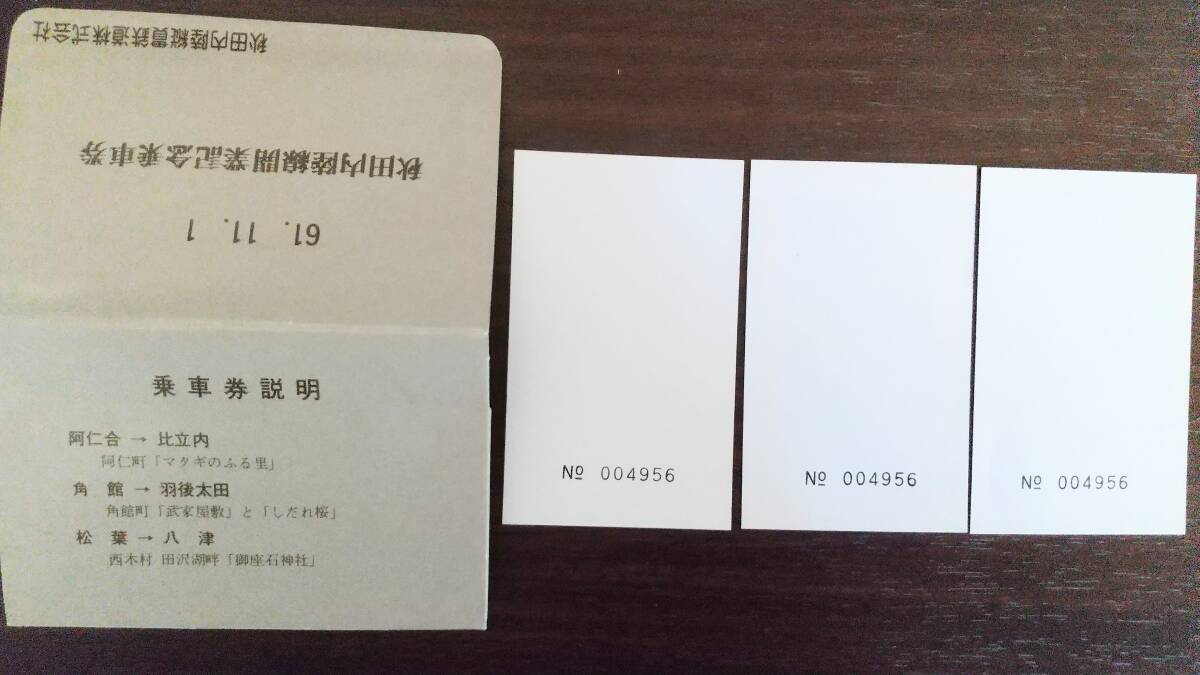 秋田内陸縦貫鉄道株式会社
秋田内陸線開業記念乗車券
61. 11. 1
乗車券説明
阿仁合 → 比立内
阿仁町「マタギのふる里」
角 館 → 羽後太田
角館町「武家屋敷」と「しだれ桜」
松 葉 → 八 津
西木村 田沢湖畔「御座石神社」
№ 004956
№ 004956
№ 004956